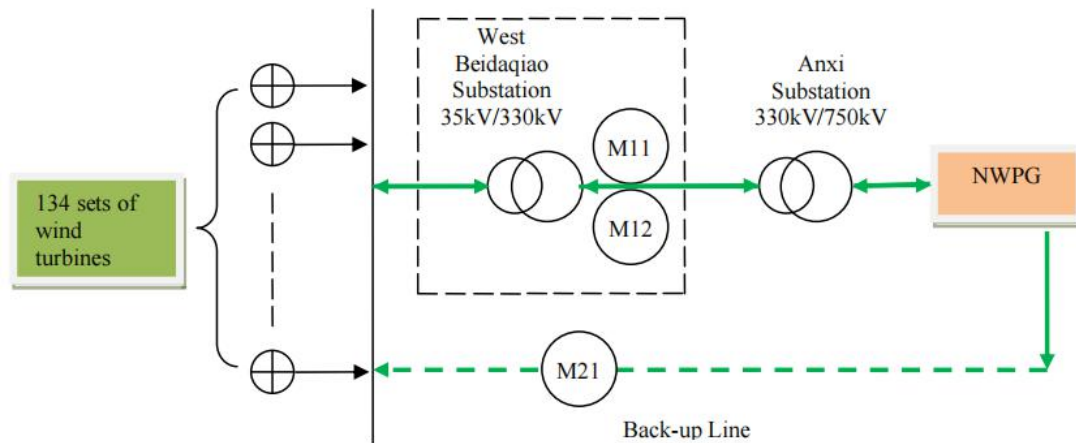 West
Beidaqiao
Substation
35kV/330kV
Anxi
Substation
330kV/750kV
M11
M12
NWPG
134 sets of
wind
turbines
M21
Back-up Line